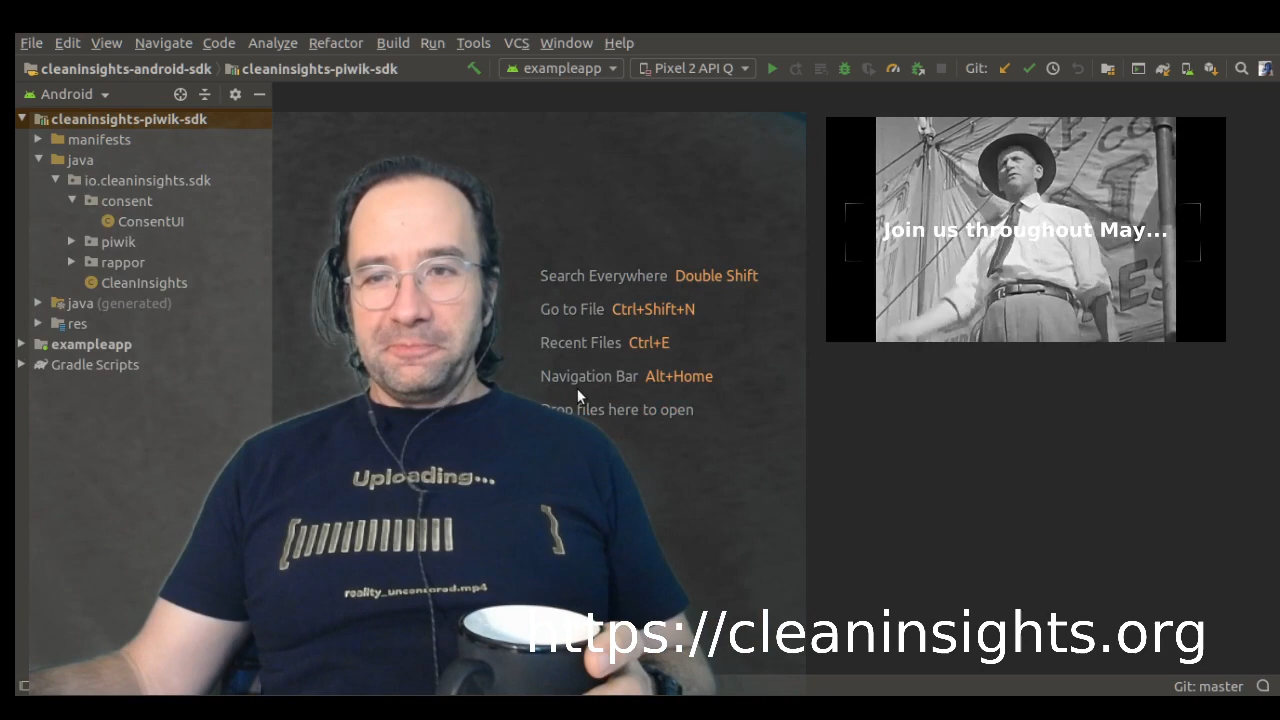 File Edit View Navigate Code Analyze Refactor Build Run Tools VCS Window Help
cleaninsights-android-sdk cleaninsights-piwik-sdk exampleapp Pixel 2 API Q Git:
Android
cleaninsights-piwik-sdk
manifests
java
io.cleaninsights.sdk
consent
ConsentUI
piwik
rappor
CleanInsights
java (generated)
res
exampleapp
Gradle Scripts
Search Everywhere Double Shift
Go to File Ctrl+Shift+N
Recent Files Ctrl+E
Navigation Bar Alt+Home
Drop files here to open
Join us throughout May...
Uploading...
reality_uncensored.mp4
https://cleaninsights.org
Git: master